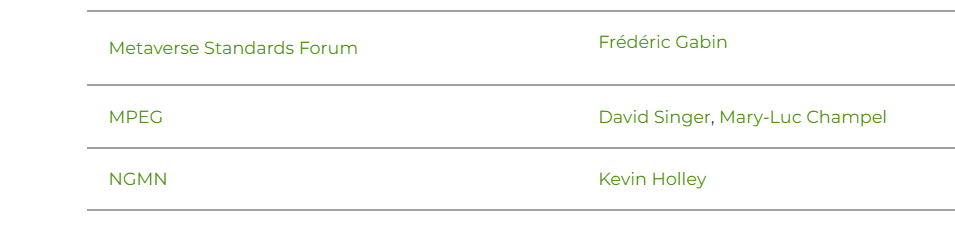 Metaverse Standards Forum
Frédéric Gabin
MPEG
David Singer, Mary-Luc Champel
NGMN
Kevin Holley